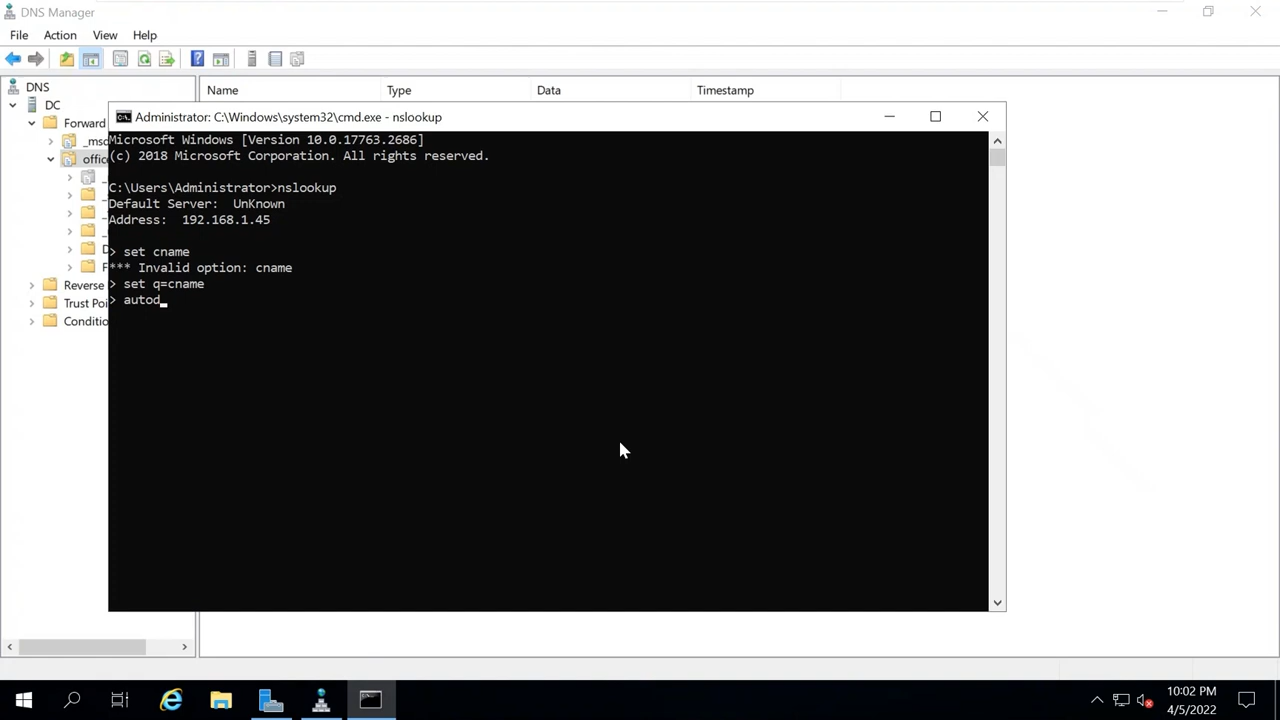 DNS Manager
File Action View Help
Name Type Data Timestamp
DNS
DC
Forward
_msd
office
Reverse
Trust Poi
Conditio
Administrator: C:\Windows\system32\cmd.exe - nslookup
Microsoft Windows [Version 10.0.17763.2686]
(c) 2018 Microsoft Corporation. All rights reserved.
C:\Users\Administrator>nslookup
Default Server:  UnKnown
Address:  192.168.1.45
> set cname
*** Invalid option: cname
> set q=cname
> autod_
10:02 PM
4/5/2022